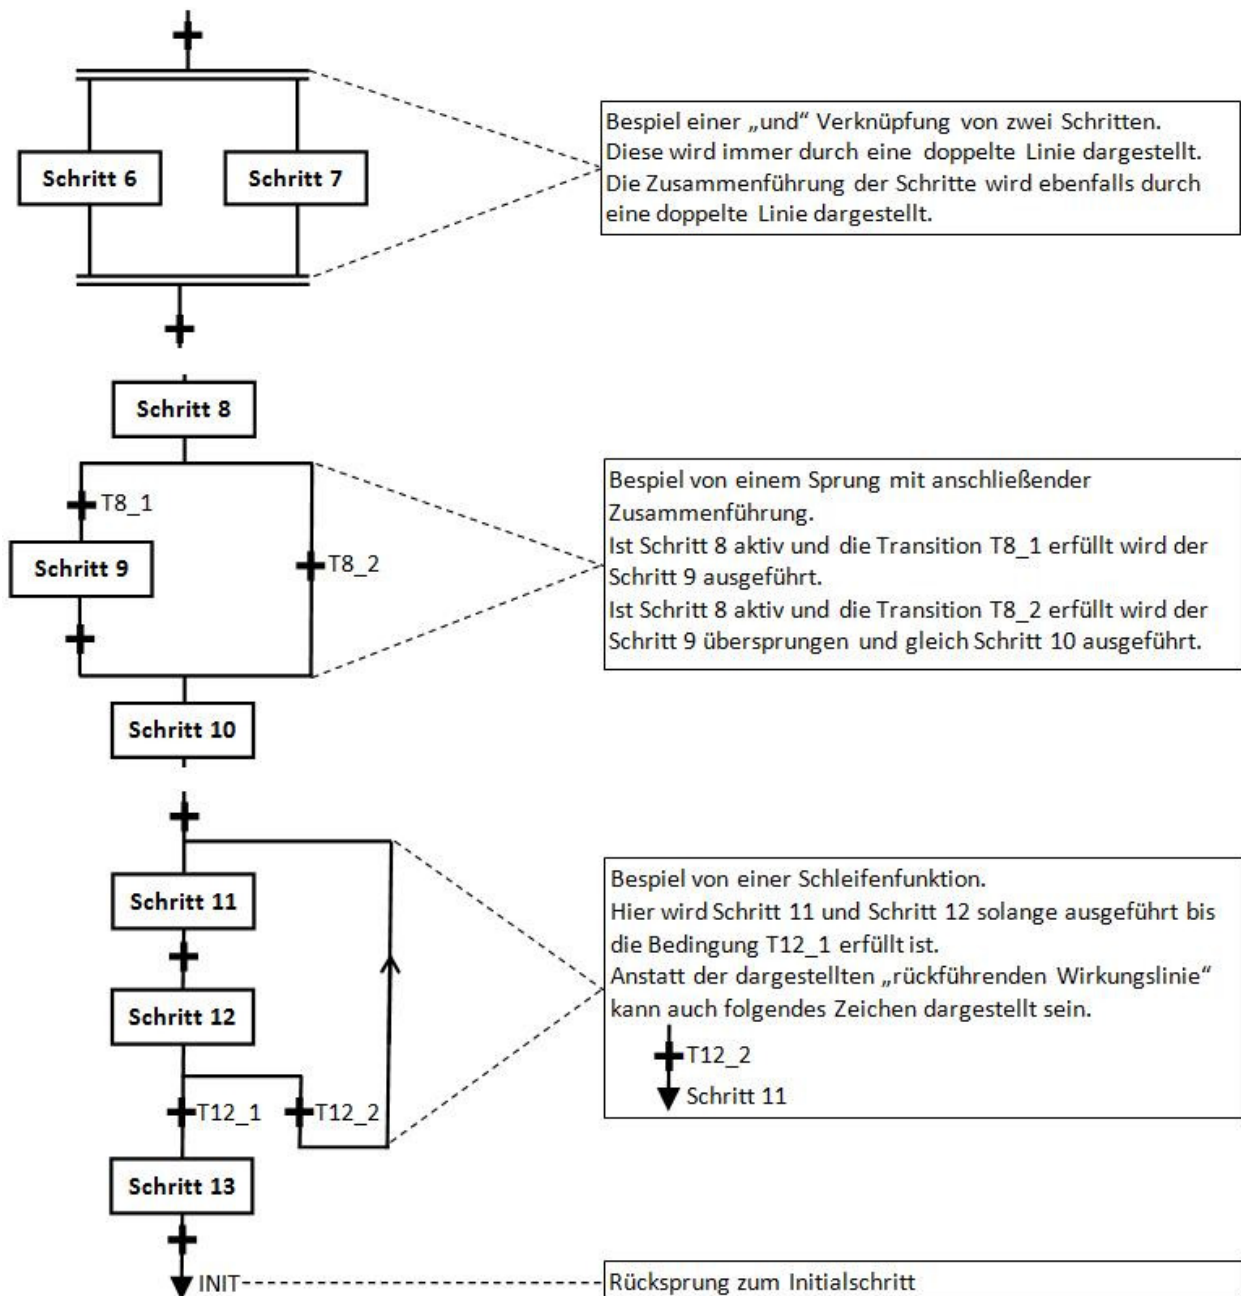 Bespiel einer „und“ Verknüpfung von zwei Schritten.
Diese wird immer durch eine doppelte Linie dargestellt.
Die Zusammenführung der Schritte wird ebenfalls durch
eine doppelte Linie dargestellt.
Schritt 6
Schritt 7
Schritt 8
T8_1
Schritt 9
T8_2
Schritt 10
Bespiel von einem Sprung mit anschließender
Zusammenführung.
Ist Schritt 8 aktiv und die Transition T8_1 erfüllt wird der
Schritt 9 ausgeführt.
Ist Schritt 8 aktiv und die Transition T8_2 erfüllt wird der
Schritt 9 übersprungen und gleich Schritt 10 ausgeführt.
Schritt 11
Schritt 12
T12_1
T12_2
Schritt 13
Bespiel von einer Schleifenfunktion.
Hier wird Schritt 11 und Schritt 12 solange ausgeführt bis
die Bedingung T12_1 erfüllt ist.
Anstatt der dargestellten „rückführenden Wirkungslinie“
kann auch folgendes Zeichen dargestellt sein.
T12_2
Schritt 11
INIT
Rücksprung zum Initialschritt